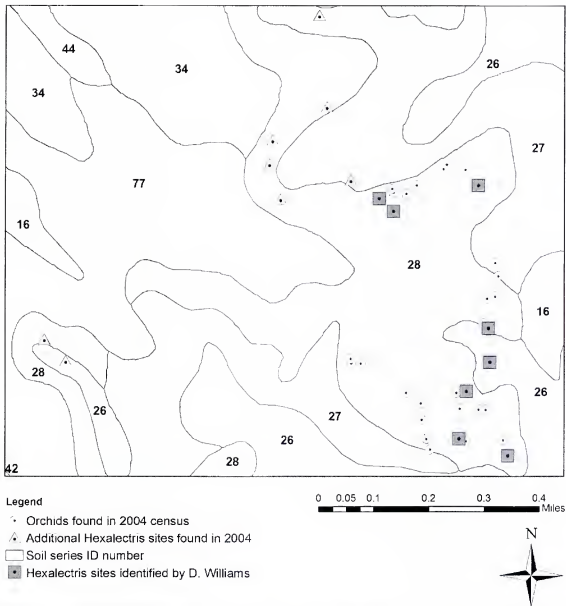 44
26
34
34
27
77
16
28
16
28
26
27
26
26
28
42
Legend
Orchids found in 2004 census
Additional Hexalectris sites found in 2004
Soil series ID number
Hexalectris sites identified by D. Williams
0 0.05 0.1 0.2 0.3 0.4
Miles
N